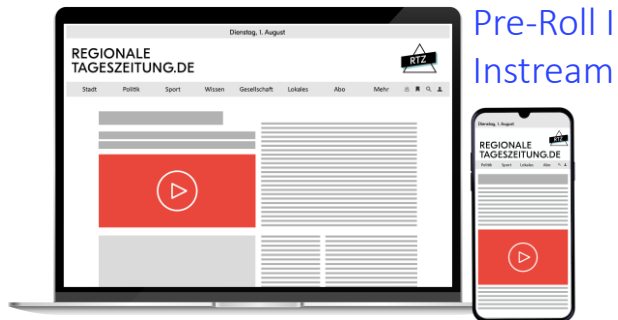 Pre-Roll I
Instream
Dienstag, 1. August
REGIONALE
TAGESZEITUNG.DE
RTZ
Stadt Politik Sport Wissen Gesellschaft Lokales Abo Mehr
Dienstag, 1. August
RTZ
REGIONALE
TAGESZEITUNG.DE
Politik Sport Lokales Abo